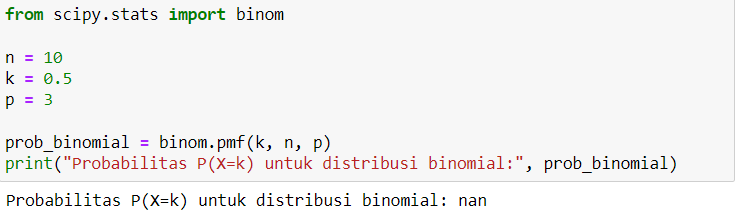 from scipy.stats import binom
n = 10
k = 0.5
p = 3
prob_binomial = binom.pmf(k, n, p)
print("Probabilitas P(X=k) untuk distribusi binomial:", prob_binomial)
Probabilitas P(X=k) untuk distribusi binomial: nan